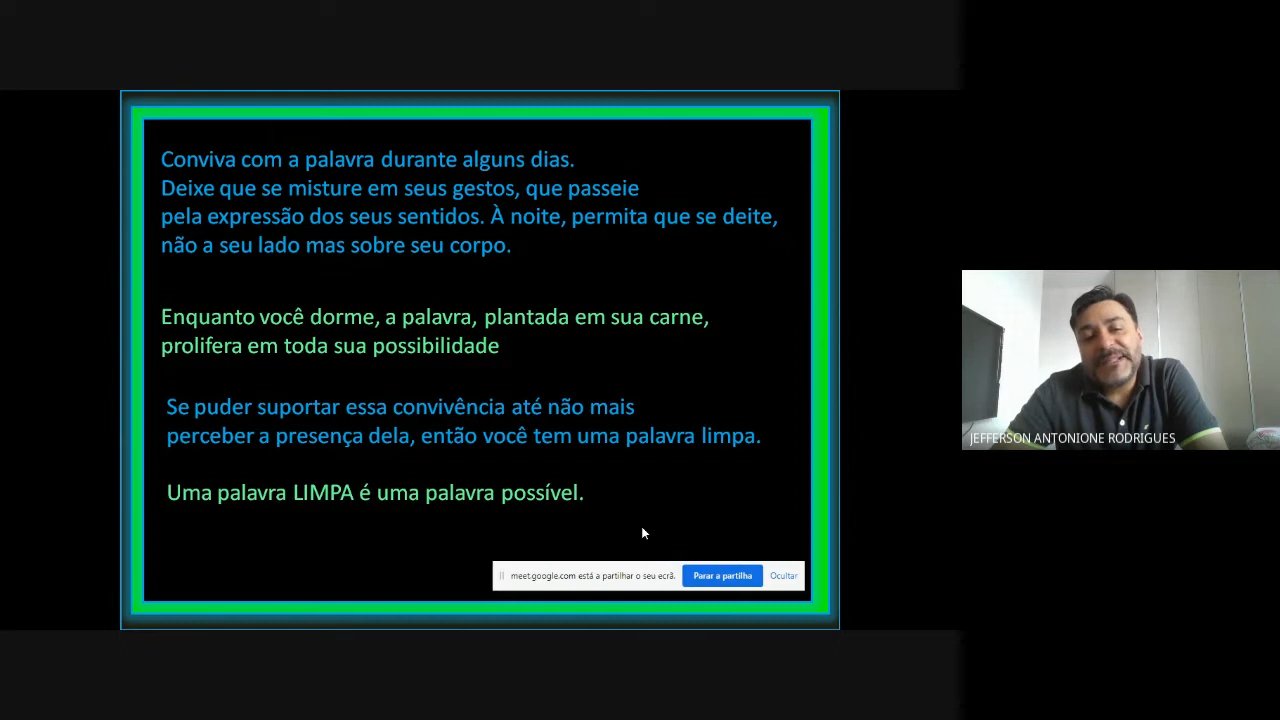 Conviva com a palavra durante alguns dias.
Deixe que se misture em seus gestos, que passeie
pela expressão dos seus sentidos. À noite, permita que se deite,
não a seu lado mas sobre seu corpo.
Enquanto você dorme, a palavra, plantada em sua carne,
prolifera em toda sua possibilidade
Se puder suportar essa convivência até não mais
perceber a presença dela, então você tem uma palavra limpa.
Uma palavra LIMPA é uma palavra possível.
meet.google.com está a partilhar o seu ecrã. Parar a partilha Ocultar
JEFFERSON ANTONIONE RODRIGUES